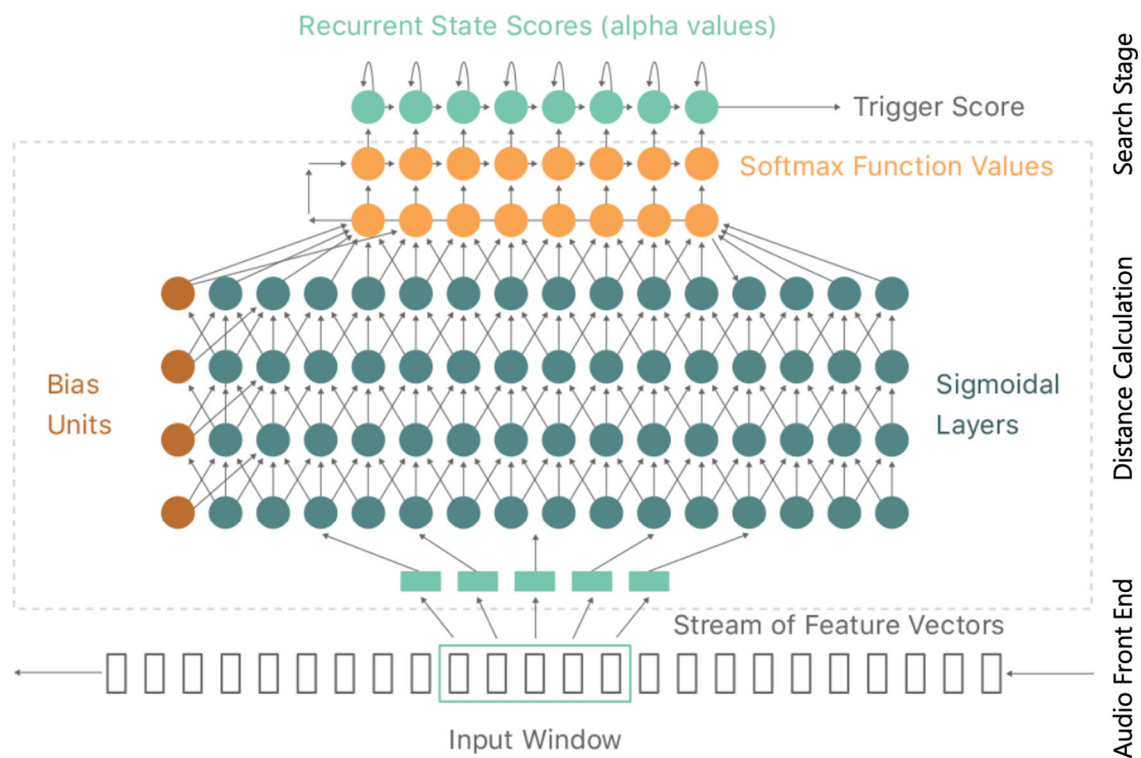 Recurrent State Scores (alpha values)
Trigger Score
Softmax Function Values
Bias
Units
Sigmoidal
Layers
Stream of Feature Vectors
Input Window
Search Stage
Distance Calculation
Audio Front End